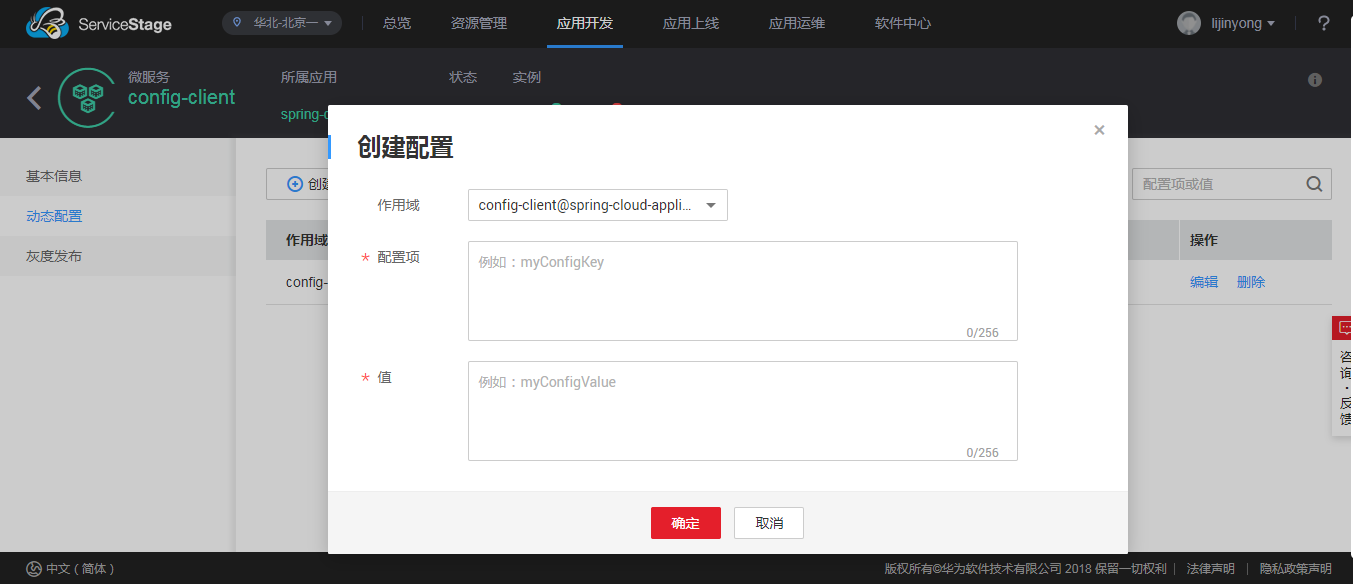 ServiceStage 华北-北京一 总览 资源管理 应用开发 应用上线 应用运维 软件中心 lijinyong ?
微服务 所属应用 状态 实例
config-client
spring-c
创建配置
基本信息
动态配置
灰度发布
创建
配置项或值
作用域 config-client@spring-cloud-appli...
作用域 操作
* 配置项 例如：myConfigKey
config- 编辑 删除
0/256
* 值 例如：myConfigValue
0/256
咨询·反馈
确定 取消
中文（简体） 版权所有©华为软件技术有限公司 2018 保留一切权利 | 法律声明 | 隐私政策声明